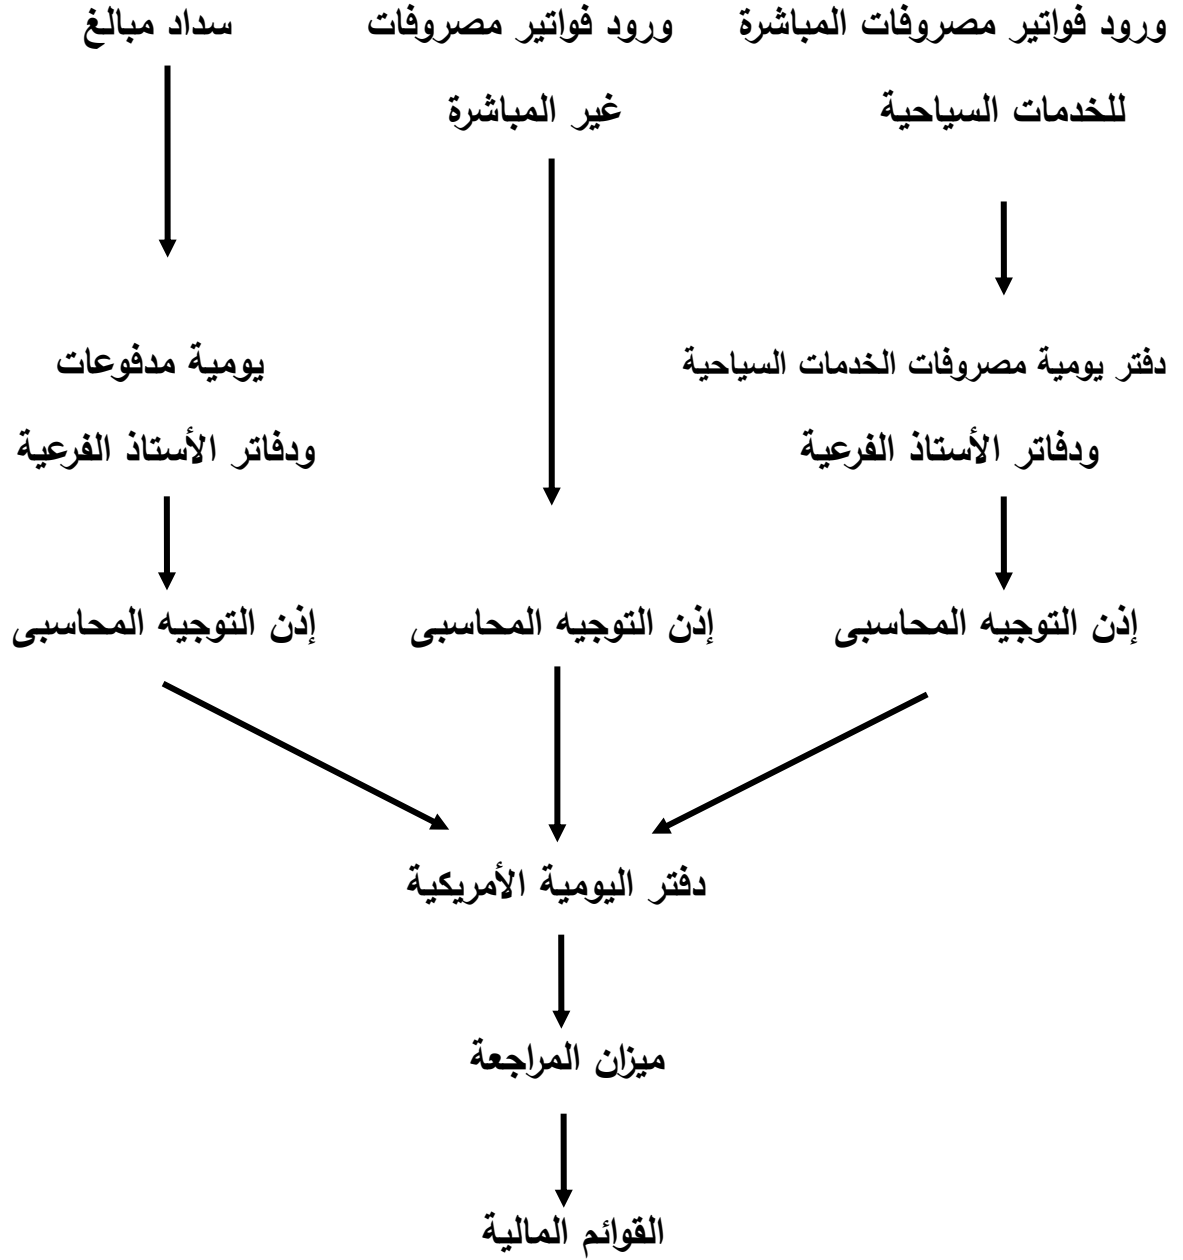 ورود فواتير مصروفات المباشرة
للخدمات السياحية
ورود فواتير مصروفات
غير المباشرة
سداد مبالغ
دفتر يومية مصروفات الخدمات السياحية
ودفاتر الأستاذ الفرعية
يومية مدفوعات
ودفاتر الأستاذ الفرعية
إذن التوجيه المحاسبى
إذن التوجيه المحاسبى
إذن التوجيه المحاسبى
دفتر اليومية الأمريكية
ميزان المراجعة
القوائم المالية